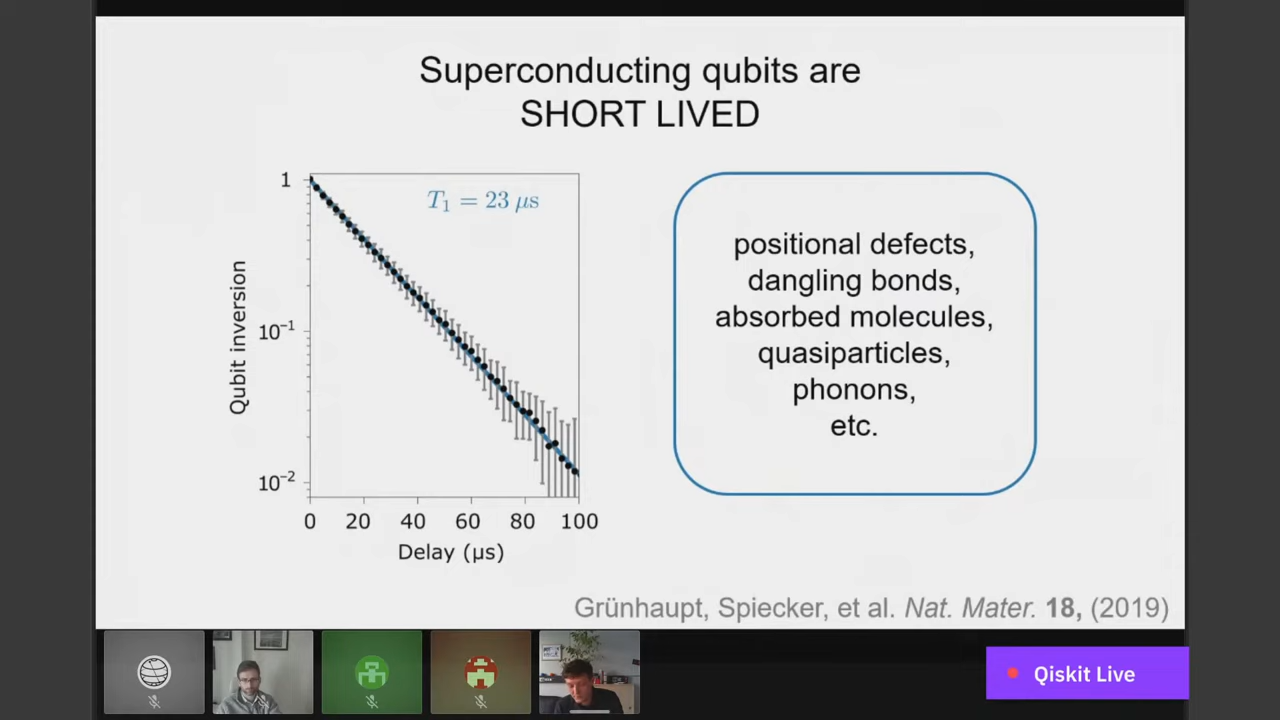 Superconducting qubits are
SHORT LIVED
T₁ = 23 μs
1
10⁻¹
10⁻²
Qubit inversion
0 20 40 60 80 100
Delay (μs)
positional defects,
dangling bonds,
absorbed molecules,
quasiparticles,
phonons,
etc.
Grünhaupt, Spiecker, et al. Nat. Mater. 18, (2019)
Qiskit Live